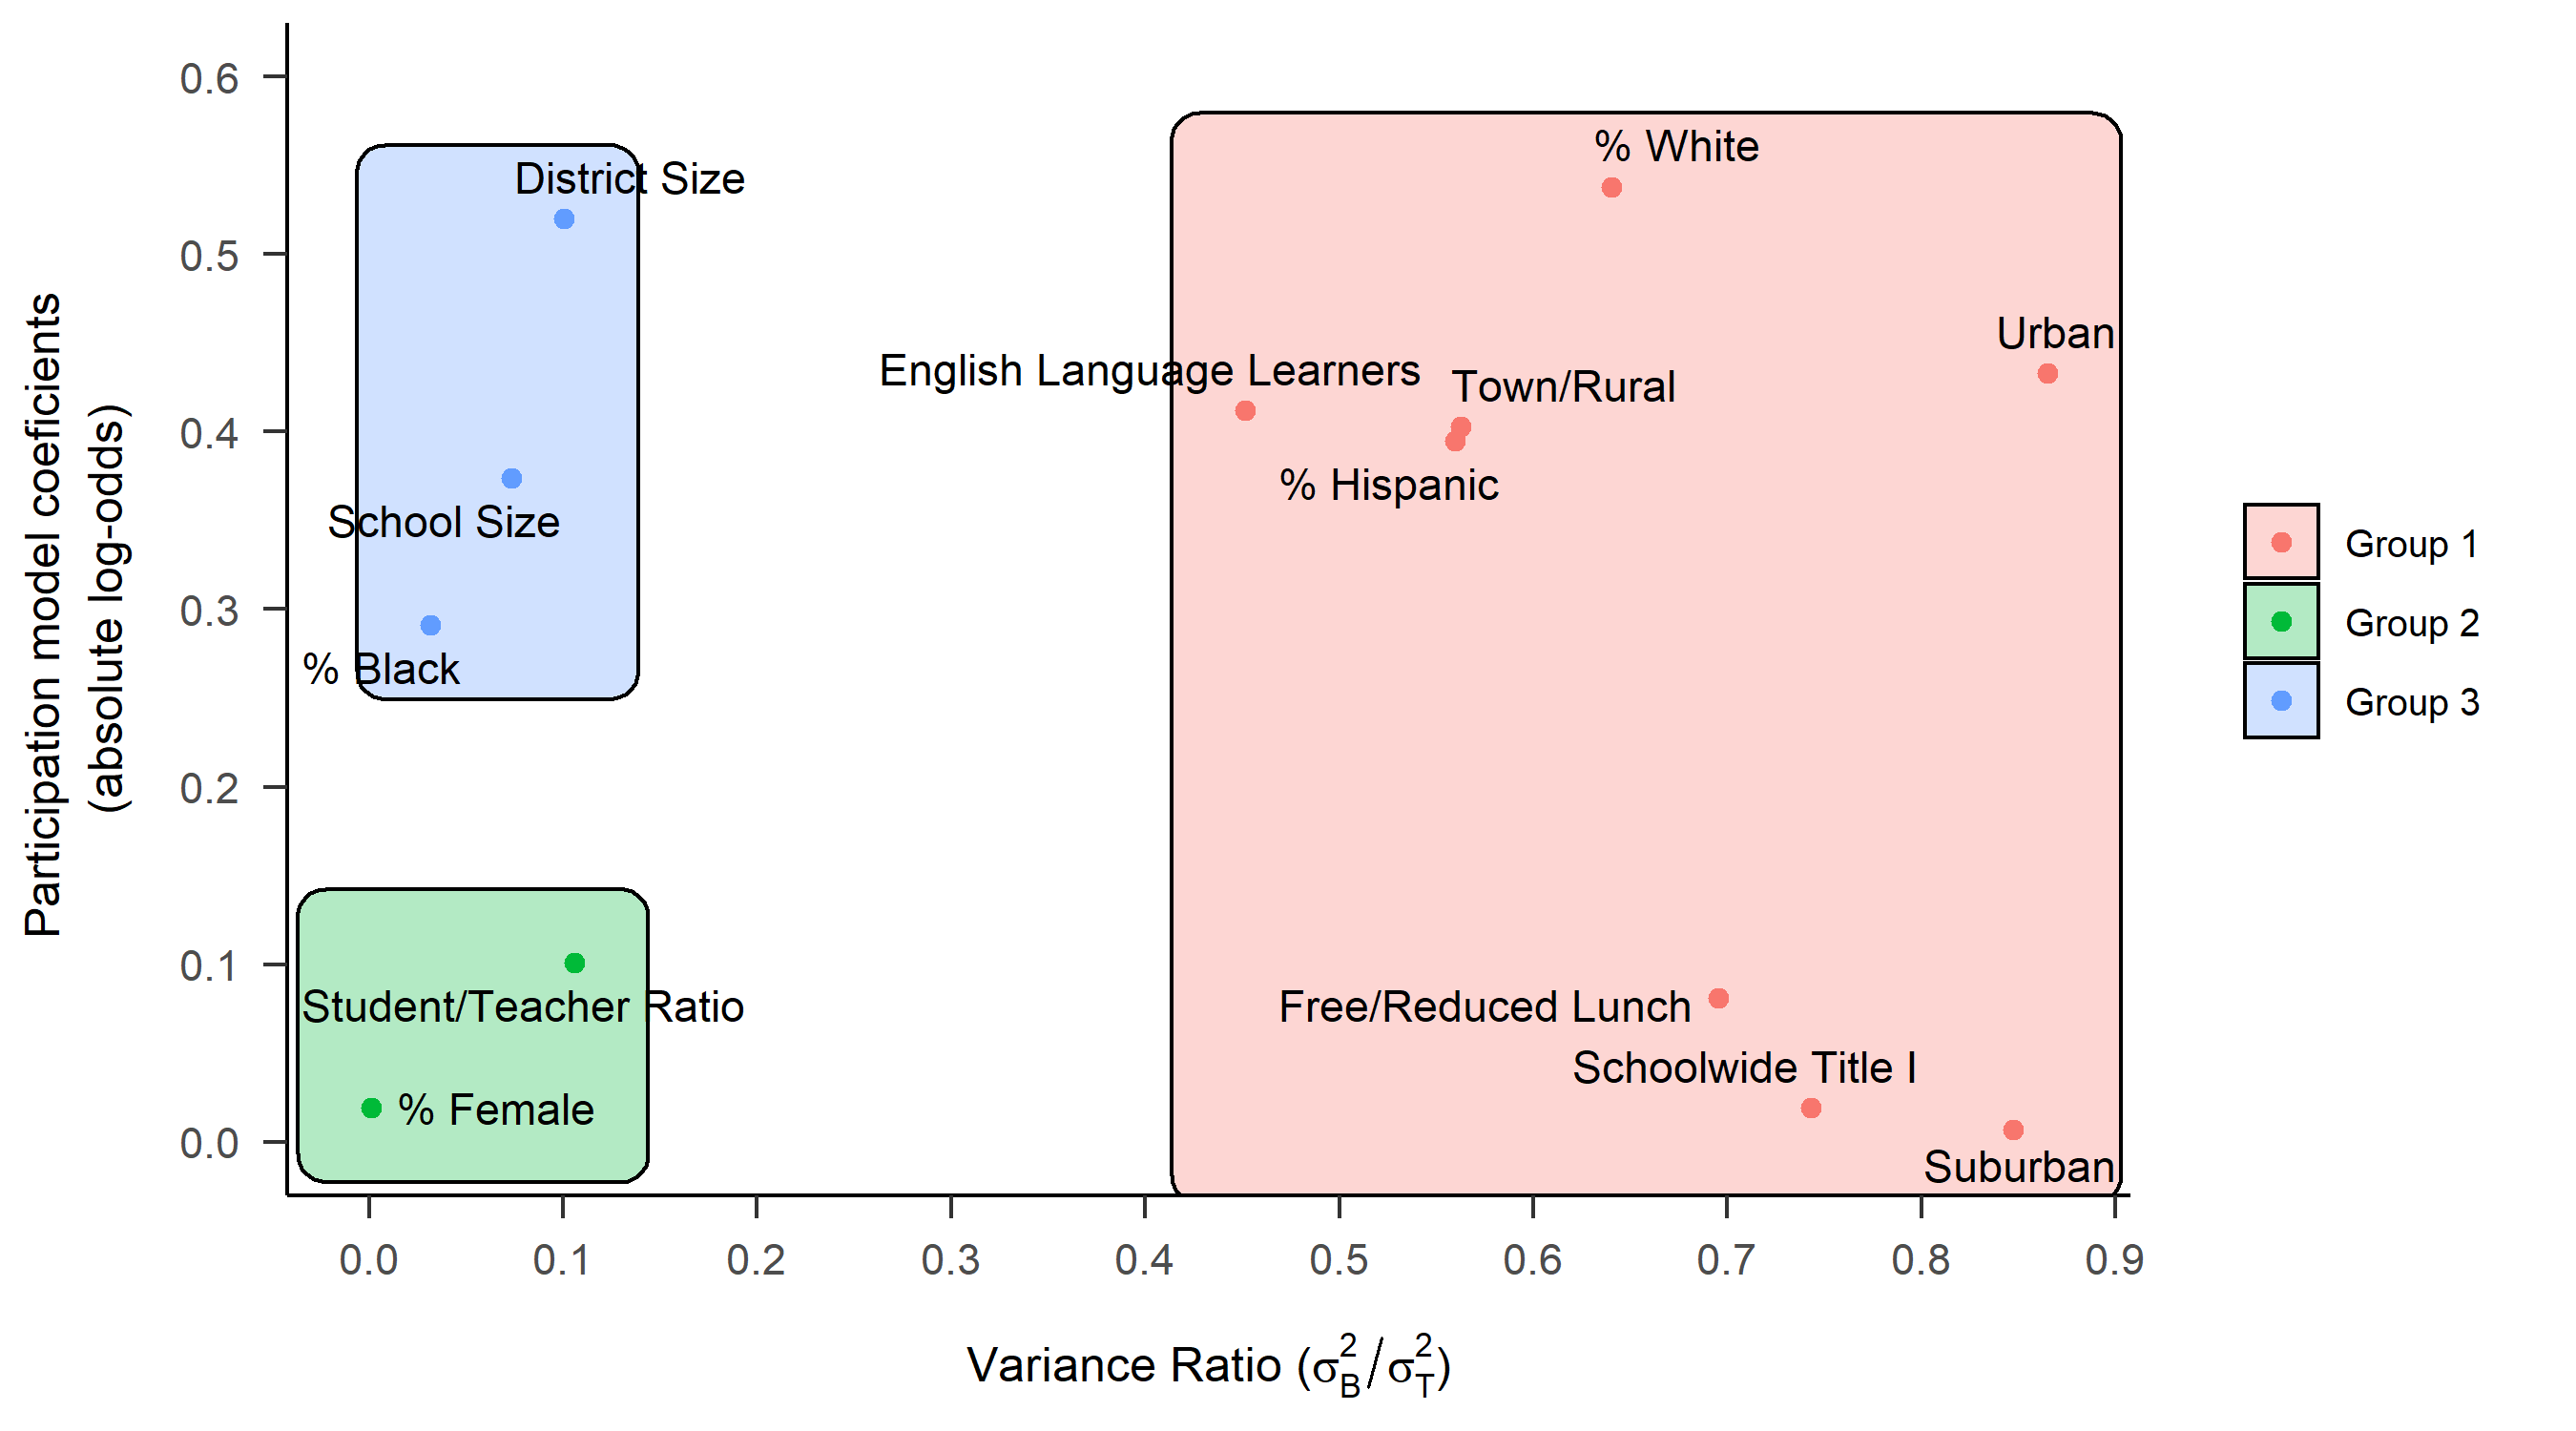 Participation model coeficients
(absolute log-odds)
0.6
0.5
0.4
0.3
0.2
0.1
0.0
% White
District Size
Urban
English Language Learners
Town/Rural
% Hispanic
School Size
% Black
Student/Teacher Ratio
Free/Reduced Lunch
Schoolwide Title I
% Female
Suburban
0.0 0.1 0.2 0.3 0.4 0.5 0.6 0.7 0.8 0.9
Variance Ratio (σ²B/σ²T)
Group 1
Group 2
Group 3